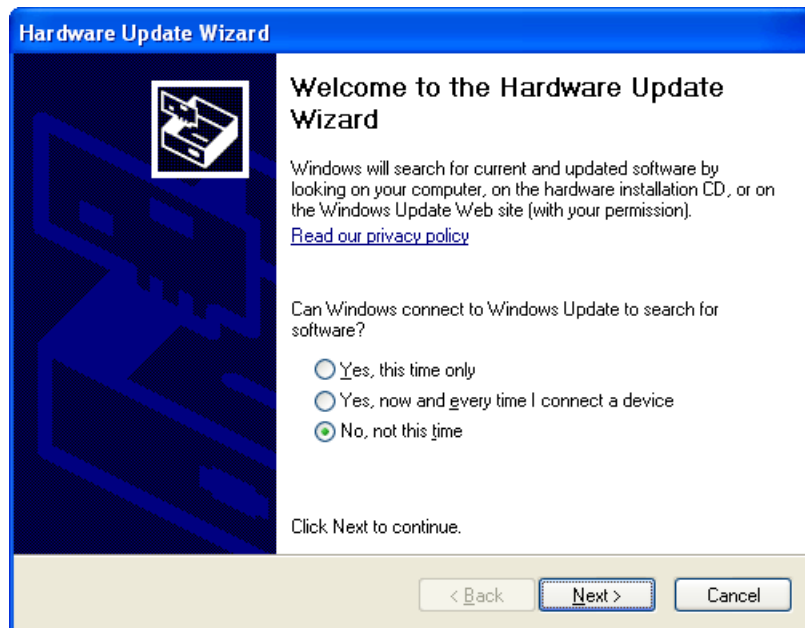 Hardware Update Wizard
Welcome to the Hardware Update
Wizard
Windows will search for current and updated software by
looking on your computer, on the hardware installation CD, or on
the Windows Update Web site (with your permission).
Read our privacy policy
Can Windows connect to Windows Update to search for
software?
Yes, this time only
Yes, now and every time I connect a device
No, not this time
Click Next to continue.
< Back Next > Cancel